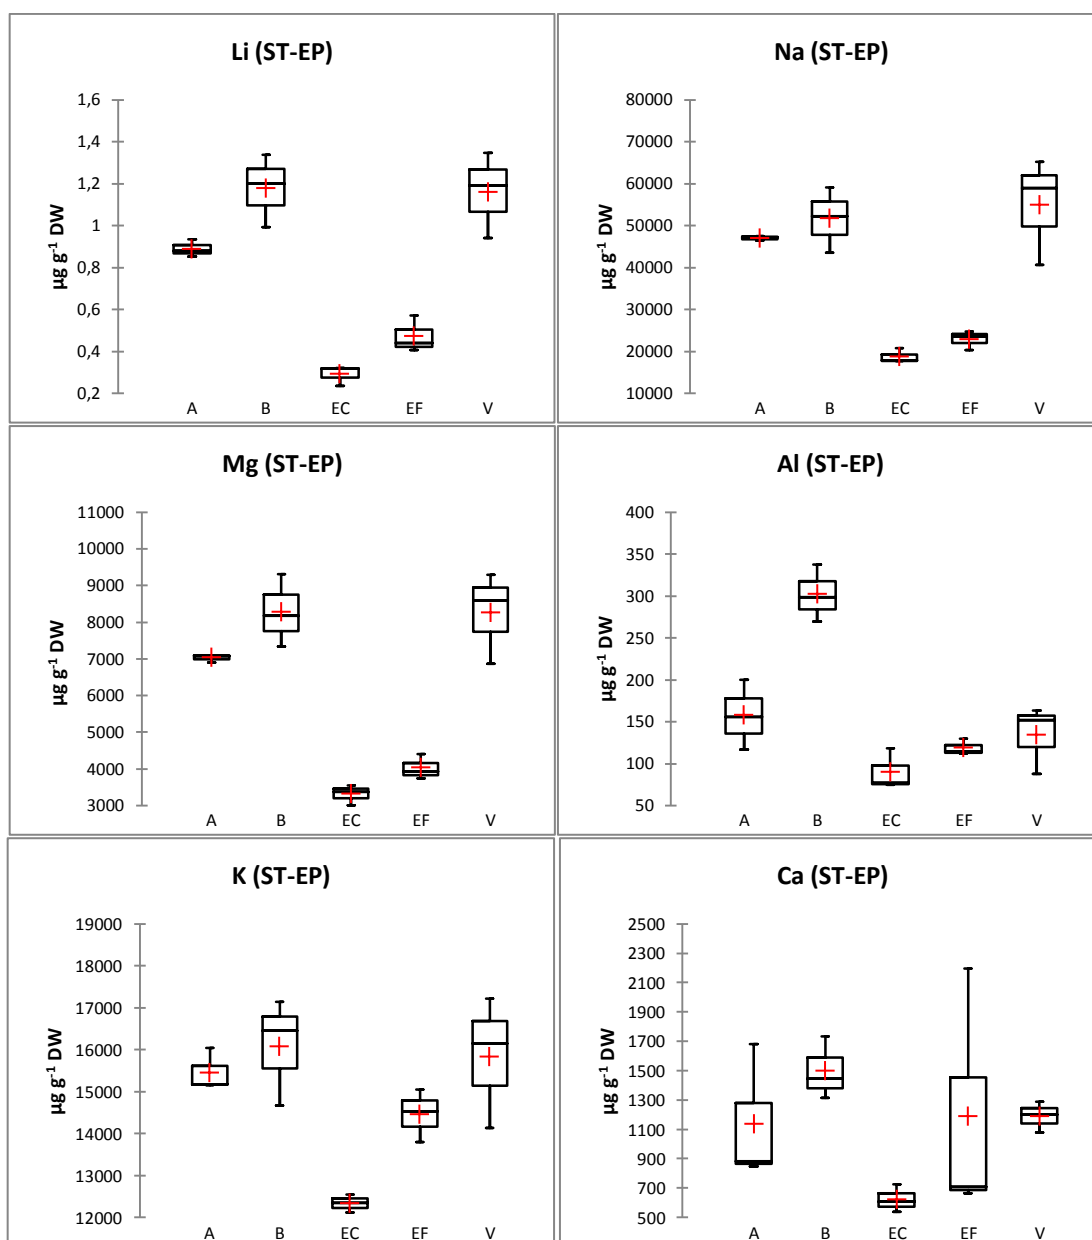 Li (ST-EP)
µg g-1 DW
1,6
1,4
1,2
1
0,8
0,6
0,4
0,2
A B EC EF V
Na (ST-EP)
µg g-1 DW
80000
70000
60000
50000
40000
30000
20000
10000
A B EC EF V
Mg (ST-EP)
µg g-1 DW
11000
10000
9000
8000
7000
6000
5000
4000
3000
A B EC EF V
Al (ST-EP)
µg g-1 DW
400
350
300
250
200
150
100
50
A B EC EF V
K (ST-EP)
µg g-1 DW
19000
18000
17000
16000
15000
14000
13000
12000
A B EC EF V
Ca (ST-EP)
µg g-1 DW
2500
2300
2100
1900
1700
1500
1300
1100
900
700
500
A B EC EF V